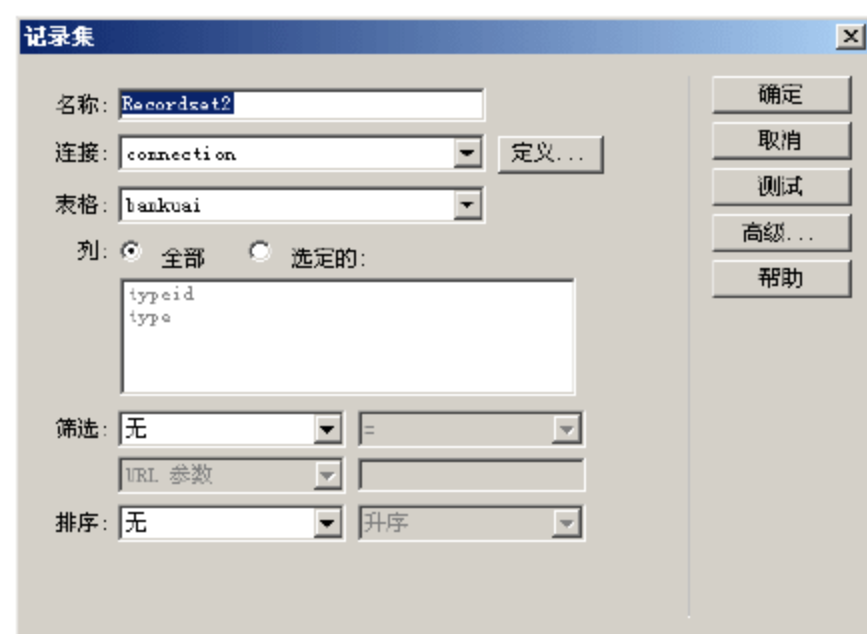 记录集
名称: Recordset2
连接: connection 定义...
表格: bankuai
列: 全部 选定的:
typeid
type
筛选: 无 =
URL 参数
排序: 无 升序
确定
取消
测试
高级...
帮助